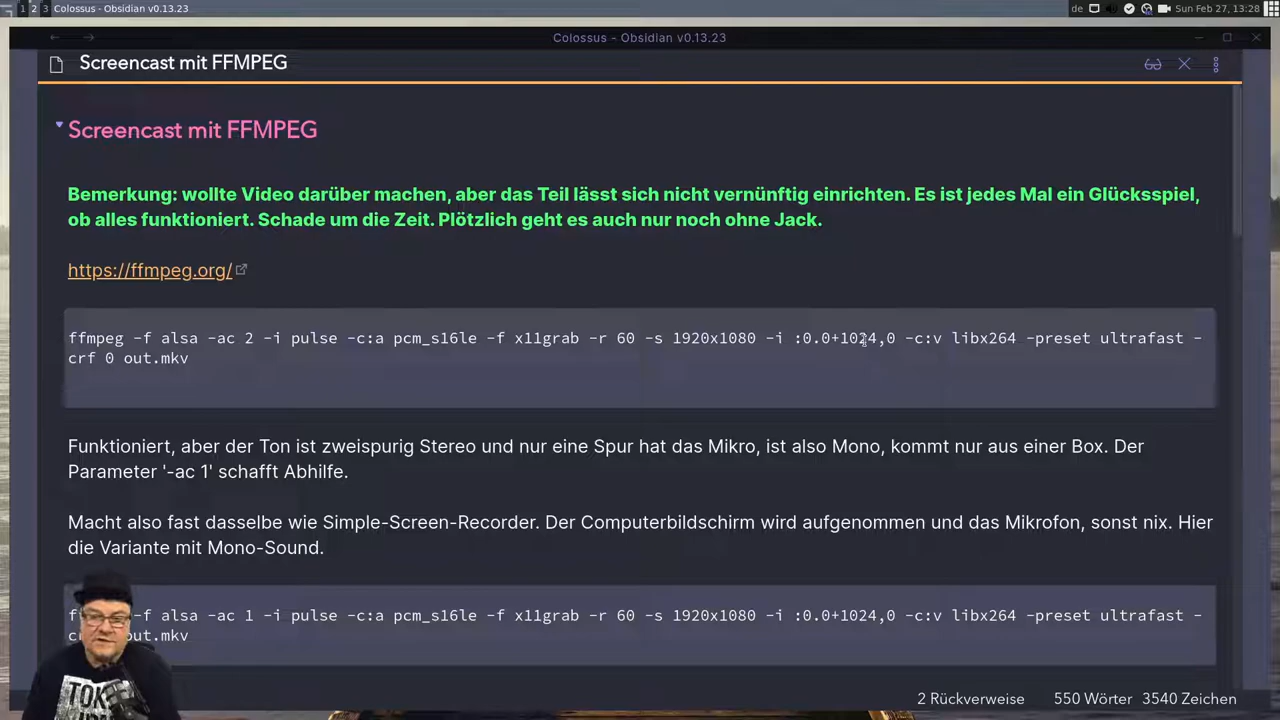 1 2 3 Colossus - Obsidian v0.13.23
de Sun Feb 27, 13:28
Colossus - Obsidian v0.13.23
Screencast mit FFMPEG
Screencast mit FFMPEG
Bemerkung: wollte Video darüber machen, aber das Teil lässt sich nicht vernünftig einrichten. Es ist jedes Mal ein Glücksspiel,
ob alles funktioniert. Schade um die Zeit. Plötzlich geht es auch nur noch ohne Jack.
https://ffmpeg.org/
ffmpeg -f alsa -ac 2 -i pulse -c:a pcm_s16le -f x11grab -r 60 -s 1920x1080 -i :0.0+1024,0 -c:v libx264 -preset ultrafast -
crf 0 out.mkv
Funktioniert, aber der Ton ist zweispurig Stereo und nur eine Spur hat das Mikro, ist also Mono, kommt nur aus einer Box. Der
Parameter '-ac 1' schafft Abhilfe.
Macht also fast dasselbe wie Simple-Screen-Recorder. Der Computerbildschirm wird aufgenommen und das Mikrofon, sonst nix. Hier
die Variante mit Mono-Sound.
-f alsa -ac 1 -i pulse -c:a pcm_s16le -f x11grab -r 60 -s 1920x1080 -i :0.0+1024,0 -c:v libx264 -preset ultrafast -
out.mkv
2 Rückverweise 550 Wörter 3540 Zeichen